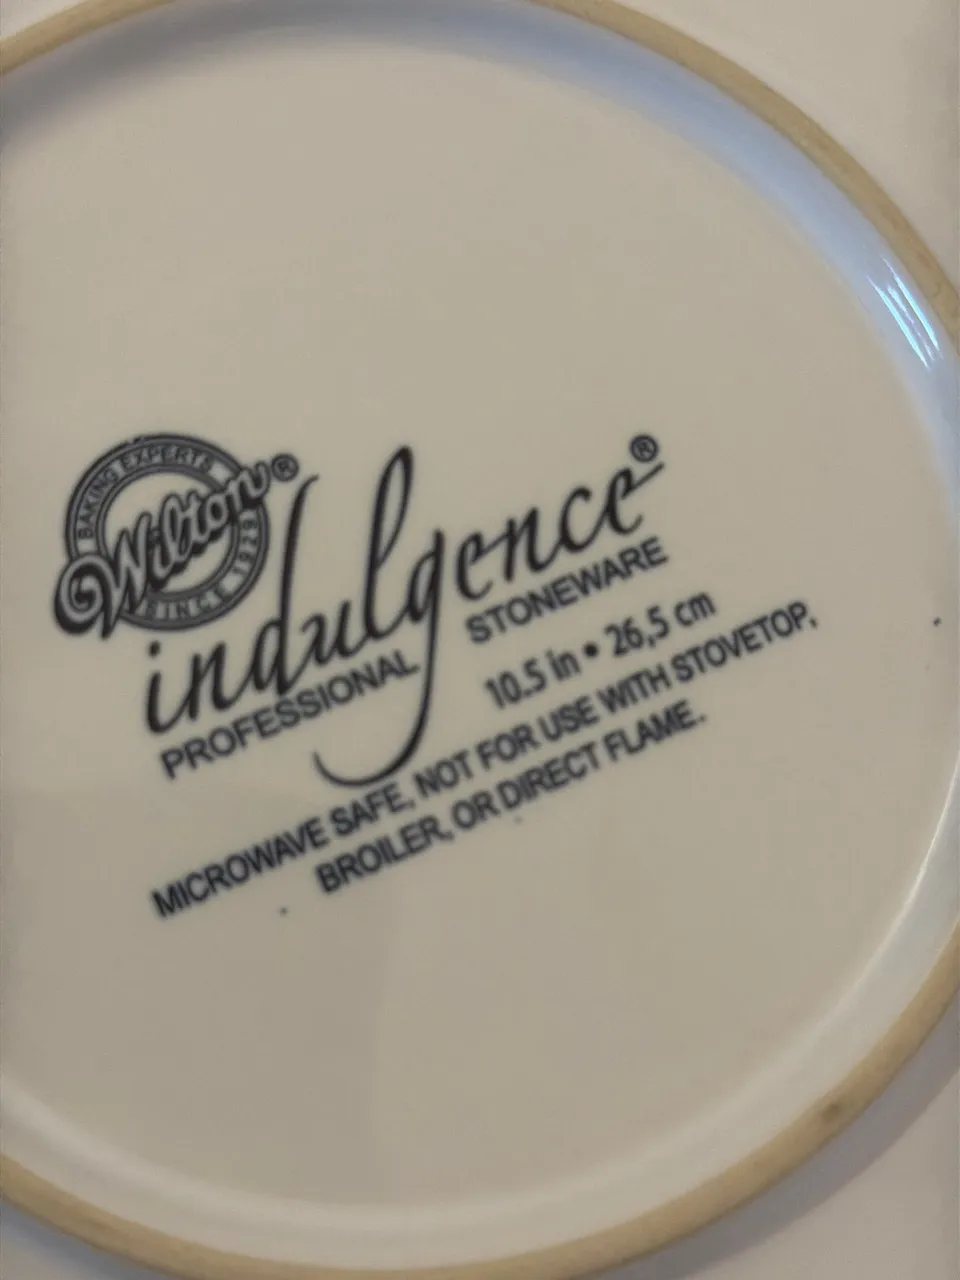 BAKING EXPERTS
Wilton®
SINCE 1929
indulgence®
PROFESSIONAL STONEWARE
10.5 in • 26,5 cm
MICROWAVE SAFE, NOT FOR USE WITH STOVETOP,
BROILER, OR DIRECT FLAME.